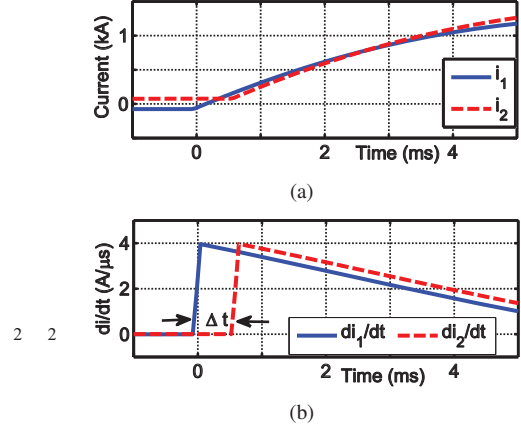 Current (kA)
1
0
i1
i2
0
2
Time (ms)
4
(a)
di/dt (A/μs)
4
2
0
Δ t
di1/dt
di2/dt
0
2
Time (ms)
4
2 2
(b)